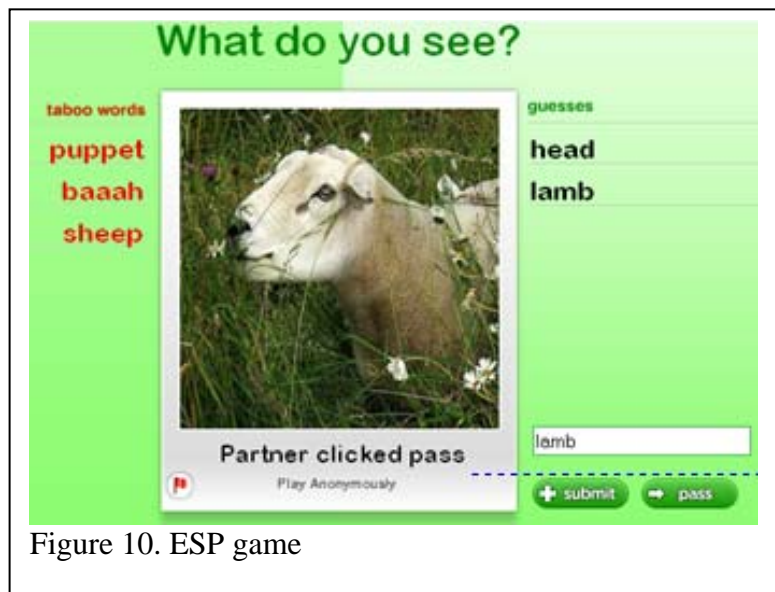 What do you see?
taboo words
puppet
baaah
sheep
guesses
head
lamb
Partner clicked pass
Play Anonymously
lamb
submit
pass
Figure 10. ESP game